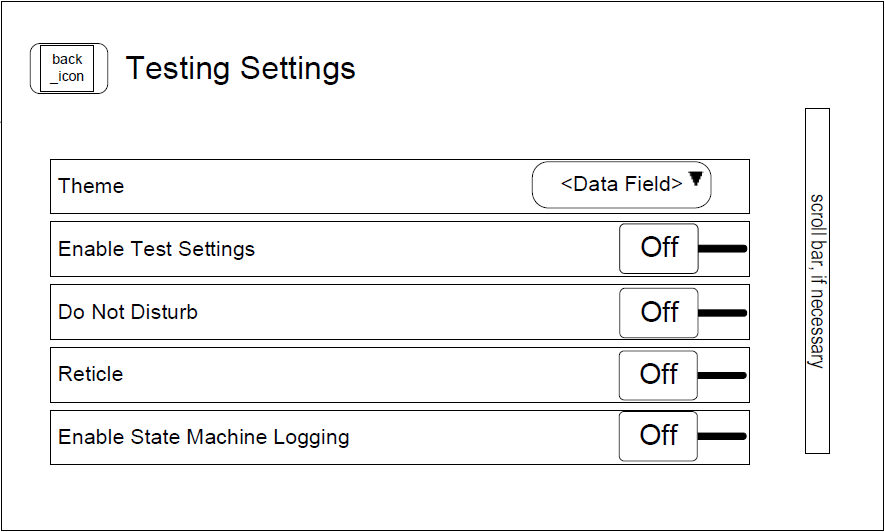 back
_icon
Testing Settings
Theme
<Data Field>
Enable Test Settings
Off
Do Not Disturb
Off
Reticle
Off
Enable State Machine Logging
Off
scroll bar, if necessary